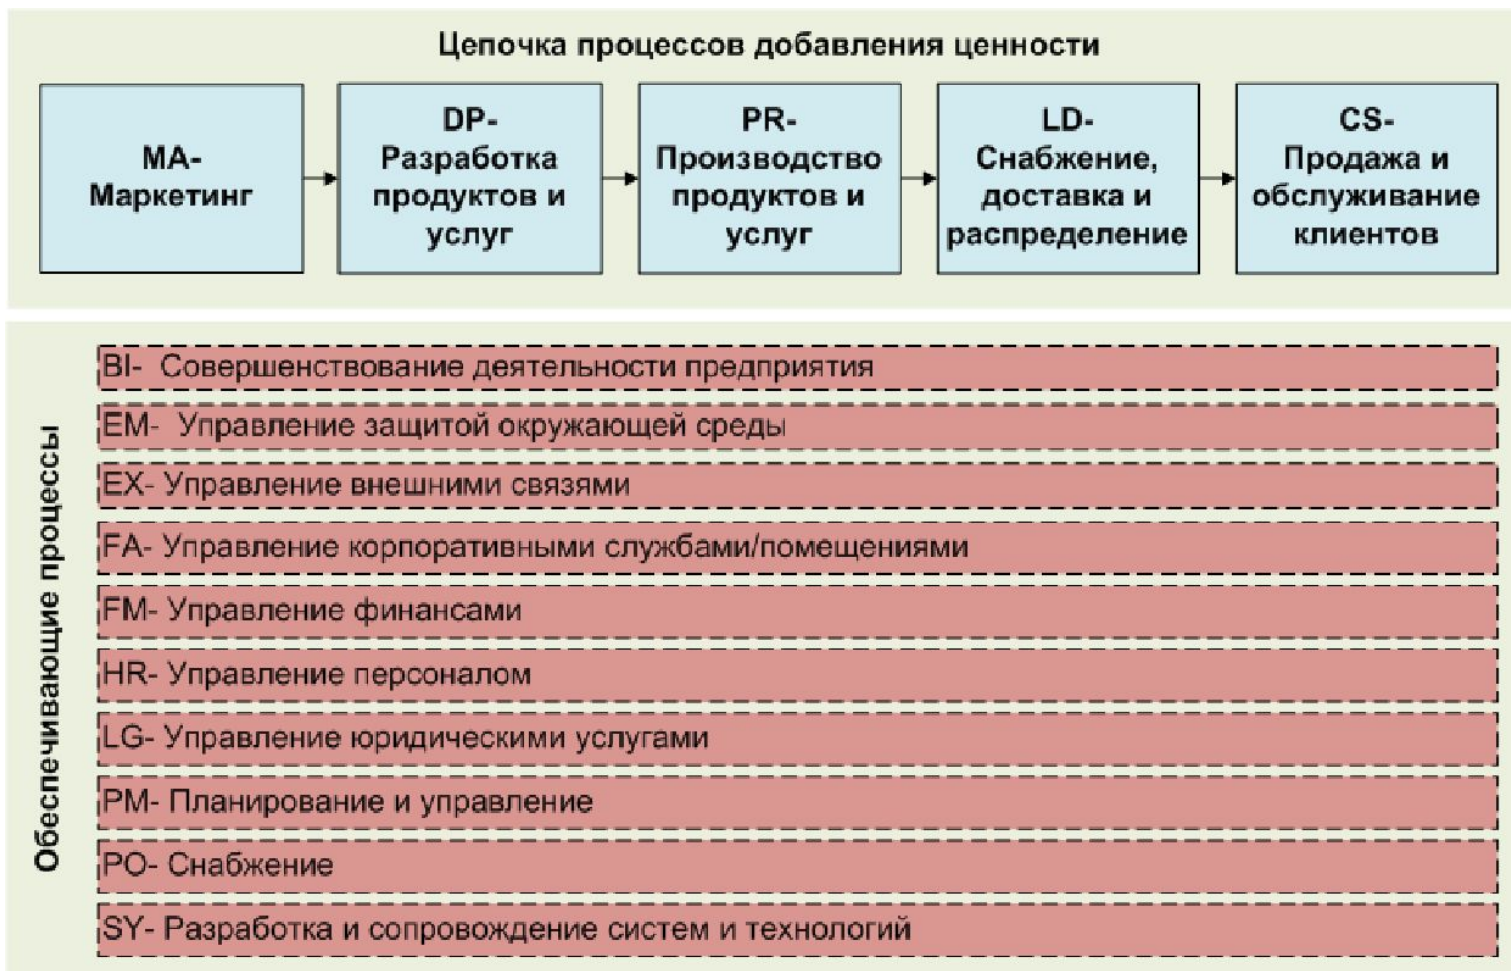 Цепочка процессов добавления ценности
MA-
Маркетинг
DP-
Разработка
продуктов и
услуг
PR-
Производство
продуктов и
услуг
LD-
Снабжение,
доставка и
распределение
CS-
Продажа и
обслуживание
клиентов
Обеспечивающие процессы
BI- Совершенствование деятельности предприятия
EM- Управление защитой окружающей среды
EX- Управление внешними связями
FA- Управление корпоративными службами/помещениями
FM- Управление финансами
HR- Управление персоналом
LG- Управление юридическими услугами
PM- Планирование и управление
PO- Снабжение
SY- Разработка и сопровождение систем и технологий